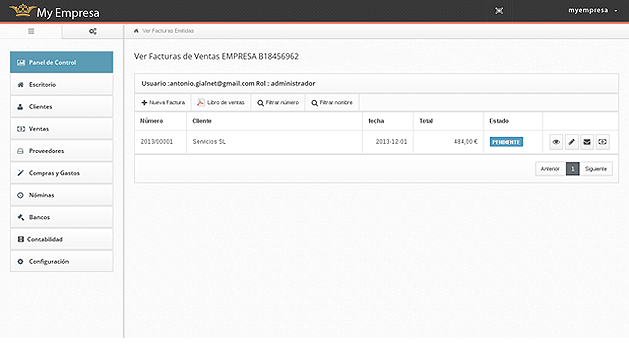 My Empresa
myempresa
Ver Facturas Emitidas
Panel de Control
Escritorio
Clientes
Ventas
Proveedores
Compras y Gastos
Nóminas
Bancos
Contabilidad
Configuración
Ver Facturas de Ventas EMPRESA B18456962
Usuario :antonio.gialnet@gmail.com Rol : administrador
Nueva Factura Libro de ventas Filtrar número Filtrar nombre
Número Cliente fecha Total Estado
2013/00001 Servicios SL 2013-12-01 484,00 € PENDIENTE
Anterior 1 Siguiente